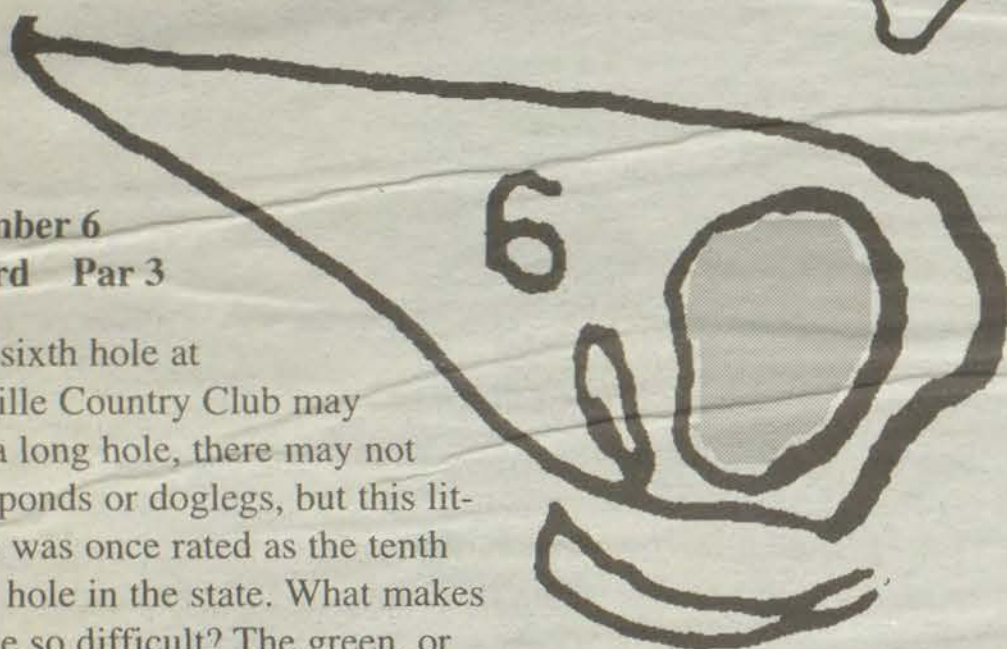 6
mber 6
rd Par 3
sixth hole at
ille Country Club may
a long hole, there may not
ponds or doglegs, but this lit-
was once rated as the tenth
hole in the state. What makes
e so difficult? The green, or